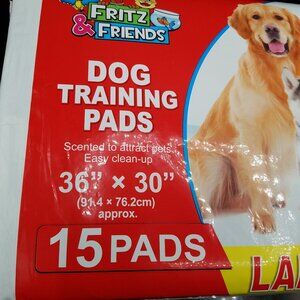 FRITZ
& FRIENDS
DOG
TRAINING
PADS
Scented to attract pets
Easy clean-up
36” × 30”
(91.4 × 76.2cm)
approx.
15 PADS